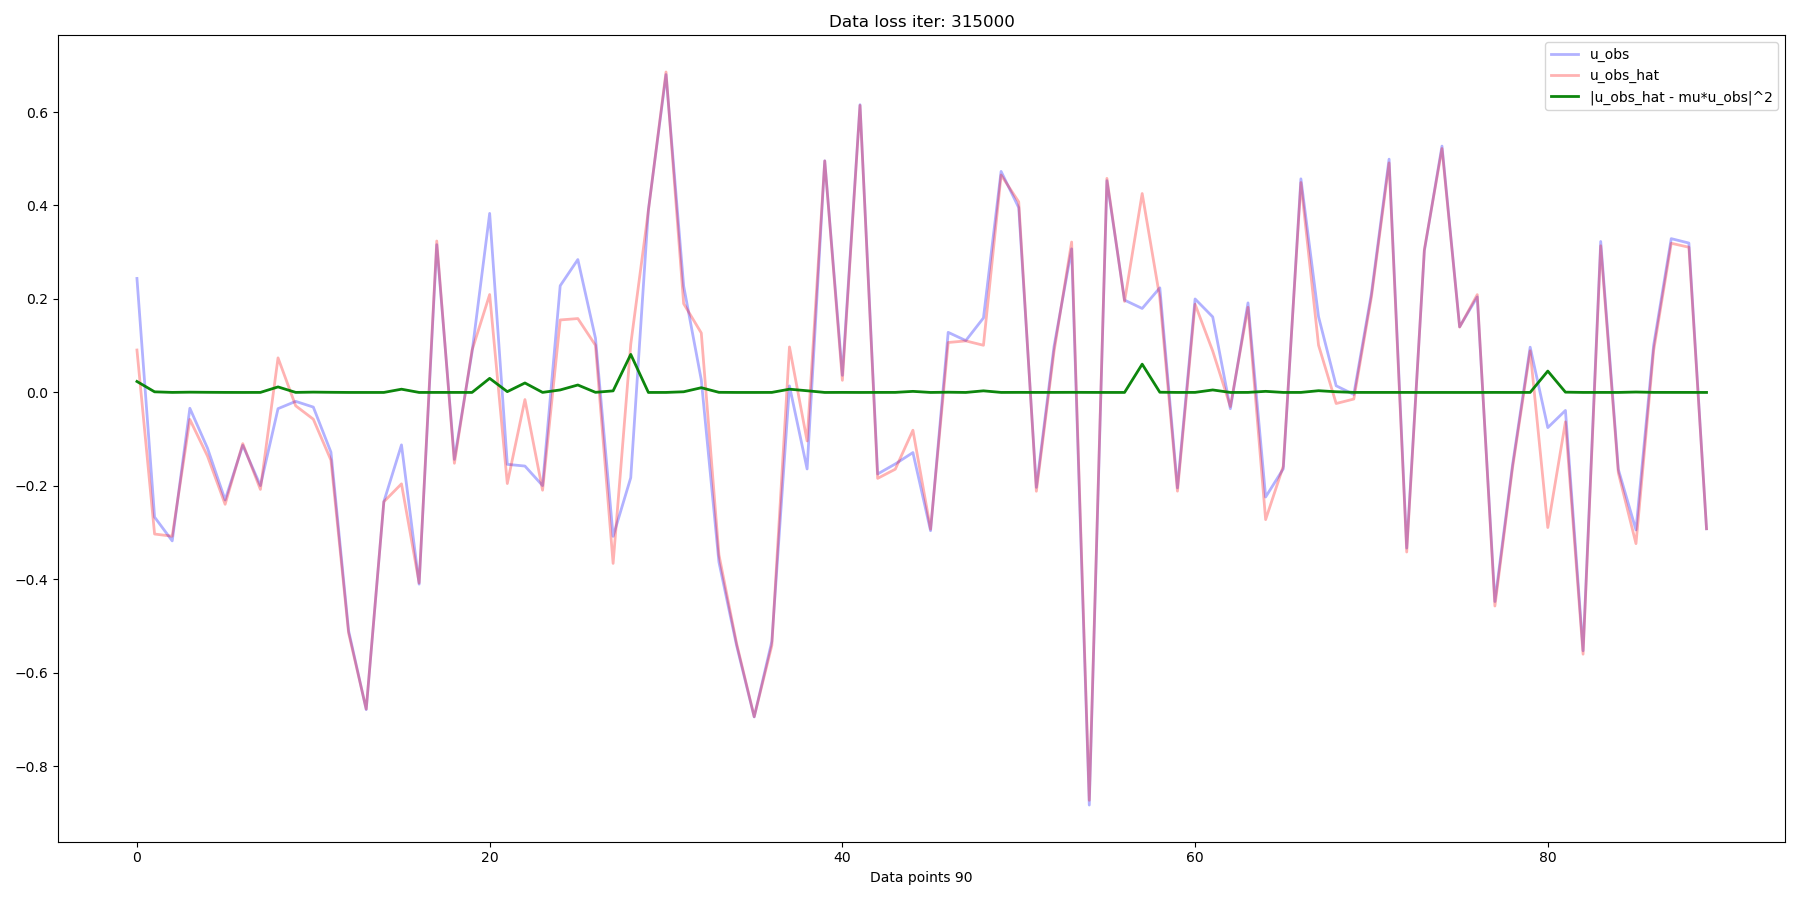 Data loss iter: 315000
u_obs
u_obs_hat
|u_obs_hat - mu*u_obs|^2
0.6
0.4
0.2
0.0
−0.2
−0.4
−0.6
−0.8
0 20 40 60 80
Data points 90